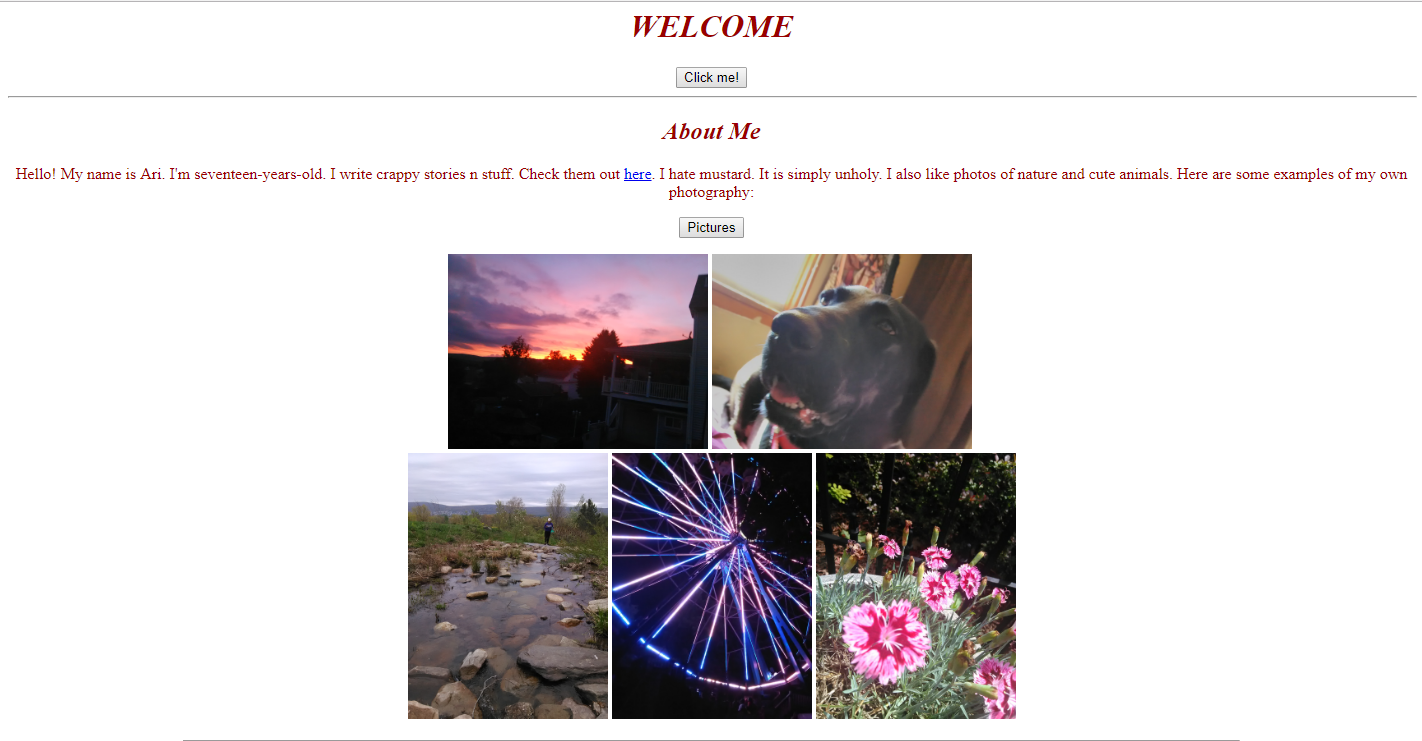 WELCOME
Click me!
About Me
Hello! My name is Ari. I'm seventeen-years-old. I write crappy stories n stuff. Check them out here. I hate mustard. It is simply unholy. I also like photos of nature and cute animals. Here are some examples of my own
photography:
Pictures